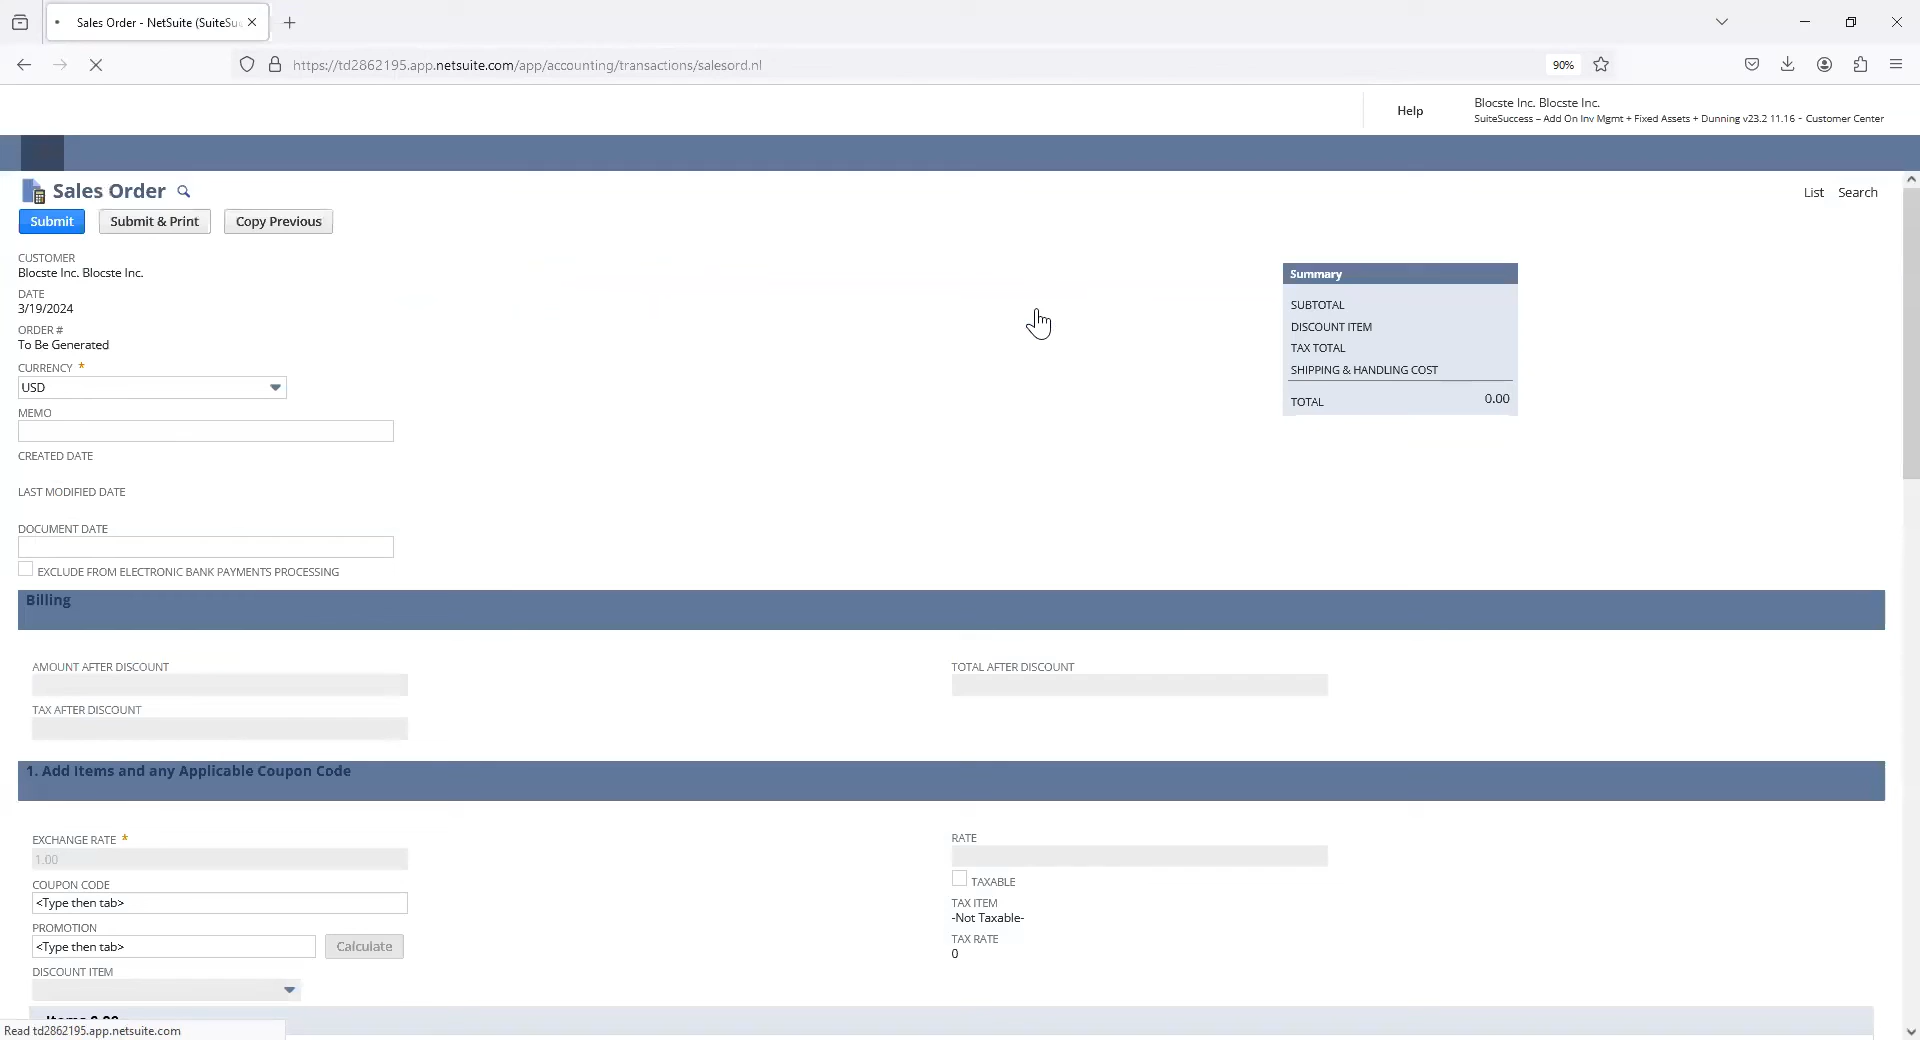 Sales Order - NetSuite (SuiteSu
https://td2862195.app.netsuite.com/app/accounting/transactions/salesord.nl
90%
Help
Blocste Inc. Blocste Inc.
SuiteSuccess – Add On Inv Mgmt + Fixed Assets + Dunning v23.2 11.16 - Customer Center
Sales Order
List Search
Submit Submit & Print Copy Previous
CUSTOMER
Blocste Inc. Blocste Inc.
DATE
3/19/2024
ORDER #
To Be Generated
CURRENCY *
USD
MEMO
CREATED DATE
LAST MODIFIED DATE
DOCUMENT DATE
EXCLUDE FROM ELECTRONIC BANK PAYMENTS PROCESSING
Summary
SUBTOTAL
DISCOUNT ITEM
TAX TOTAL
SHIPPING & HANDLING COST
TOTAL 0.00
Billing
AMOUNT AFTER DISCOUNT
TAX AFTER DISCOUNT
TOTAL AFTER DISCOUNT
1. Add Items and any Applicable Coupon Code
EXCHANGE RATE *
1.00
COUPON CODE
<Type then tab>
PROMOTION
<Type then tab> Calculate
DISCOUNT ITEM
RATE
TAXABLE
TAX ITEM
-Not Taxable-
TAX RATE
0
Items 0.00
Read td2862195.app.netsuite.com